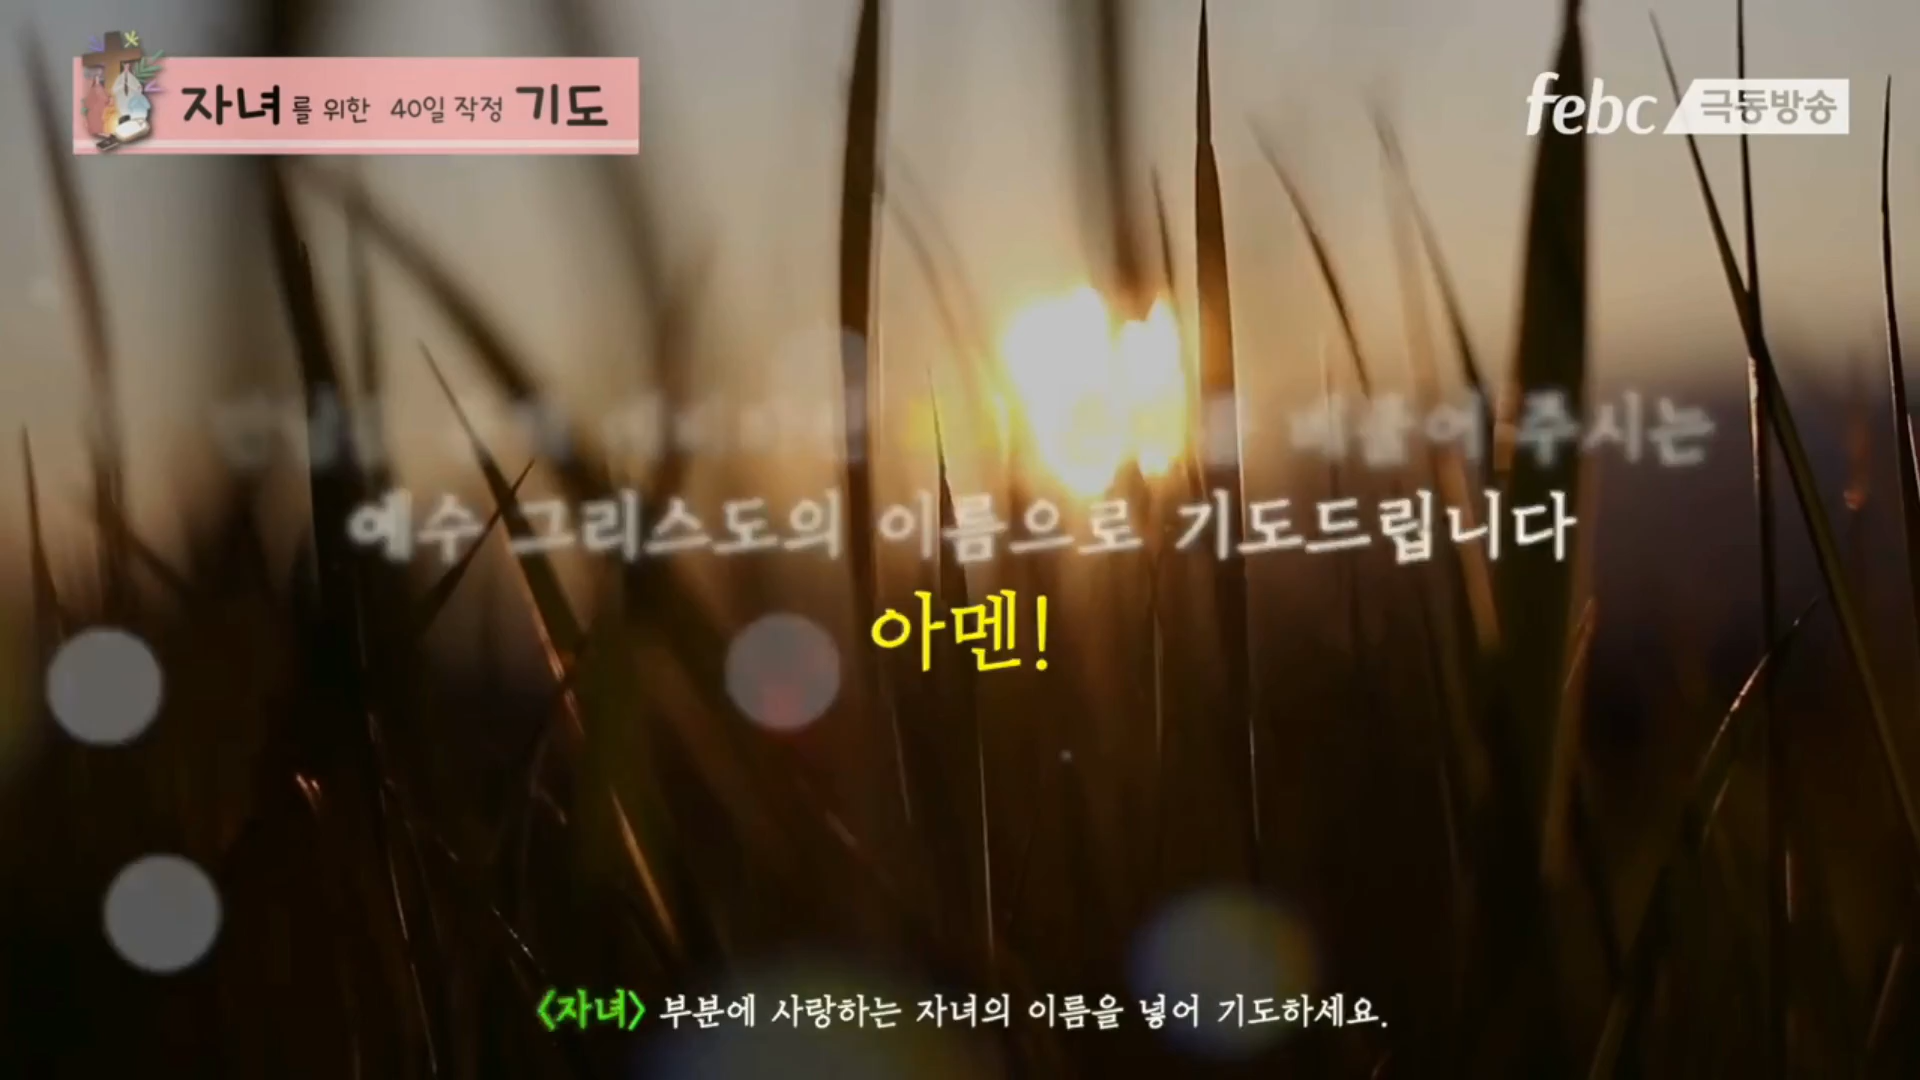 자녀를 위한 40일 작정 기도
febc 극동방송
베풀어 주시는
예수 그리스도의 이름으로 기도드립니다
아멘!
<자녀> 부분에 사랑하는 자녀의 이름을 넣어 기도하세요.